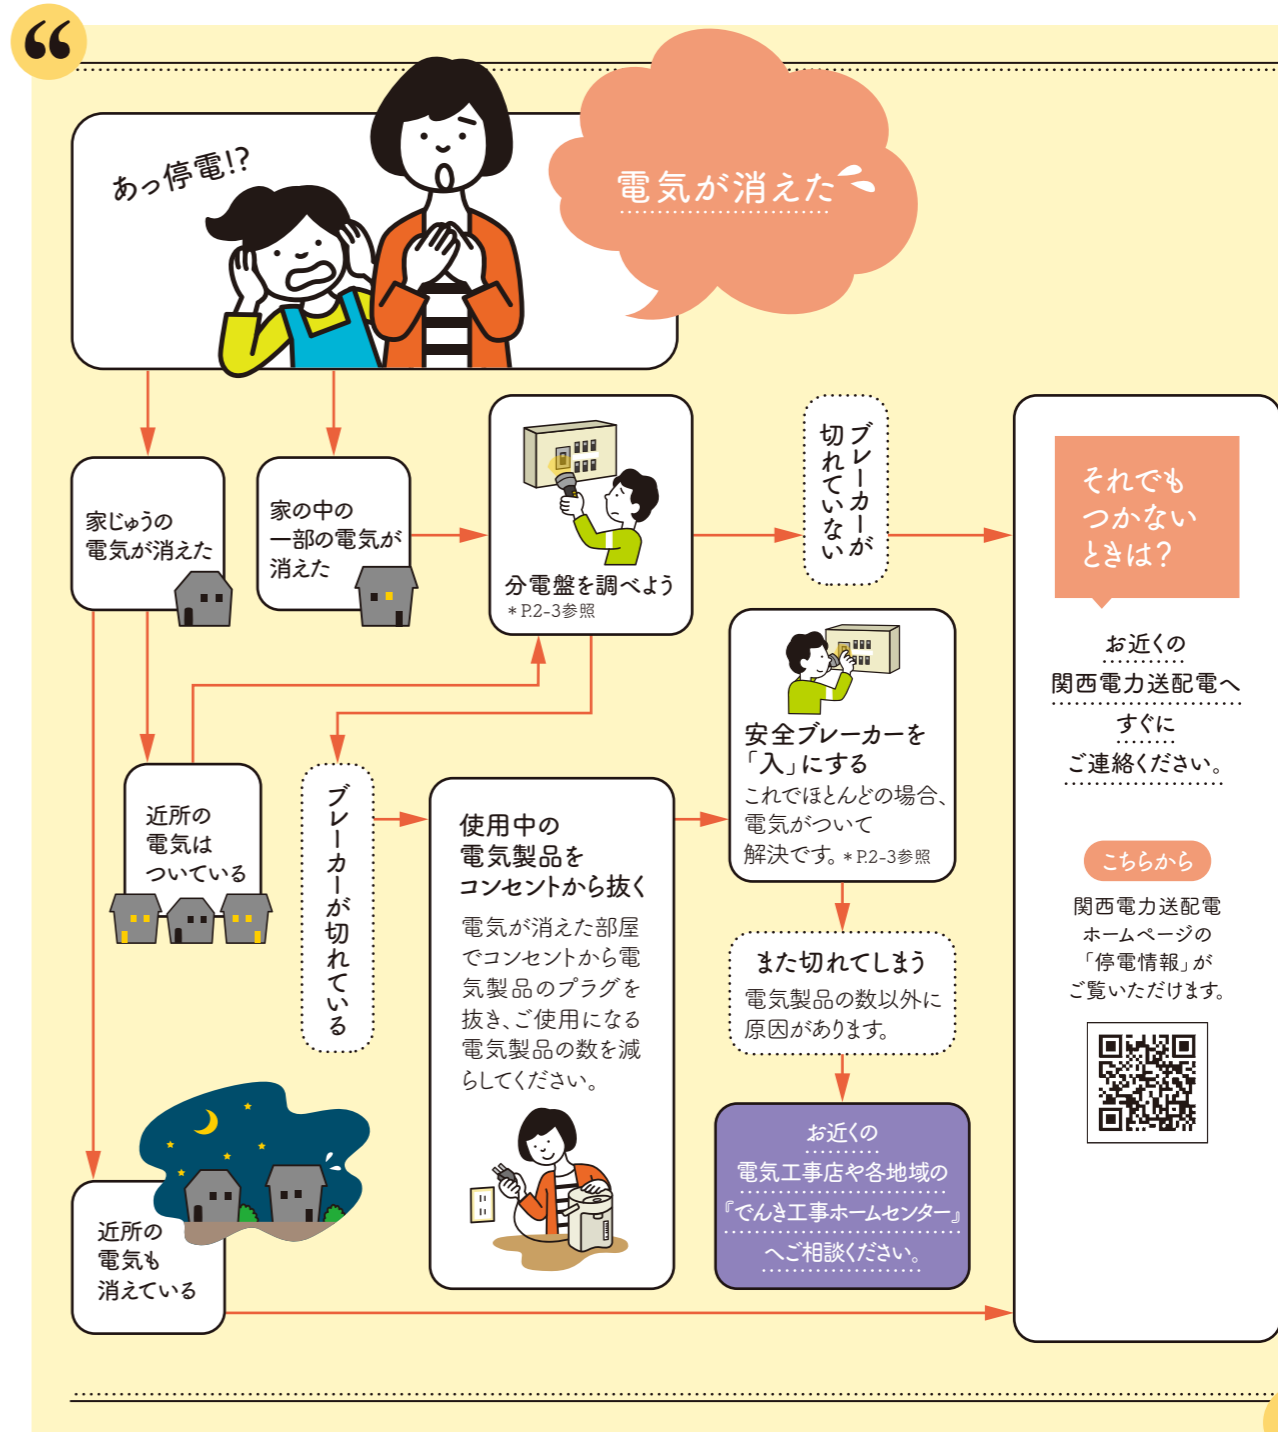 あっ停電!?
電気が消えた
家じゅうの
電気が消えた
家の中の
一部の電気が
消えた
分電盤を調べよう
*P.2-3参照
ブレーカーが
切れていない
近所の
電気は
ついている
ブレーカーが切れている
使用中の
電気製品を
コンセントから抜く
電気が消えた部屋
でコンセントから電
気製品のプラグを
抜き、ご使用になる
電気製品の数を減
らしてください。
安全ブレーカーを
「入」にする
これでほとんどの場合、
電気がついて
解決です。*P.2-3参照
また切れてしまう
電気製品の数以外に
原因があります。
お近くの
電気工事店や各地域の
『でんき工事ホームセンター』
へご相談ください。
近所の
電気も
消えている
それでも
つかない
ときは?
お近くの
関西電力送配電へ
すぐに
ご連絡ください。
こちらから
関西電力送配電
ホームページの
「停電情報」が
ご覧いただけます。